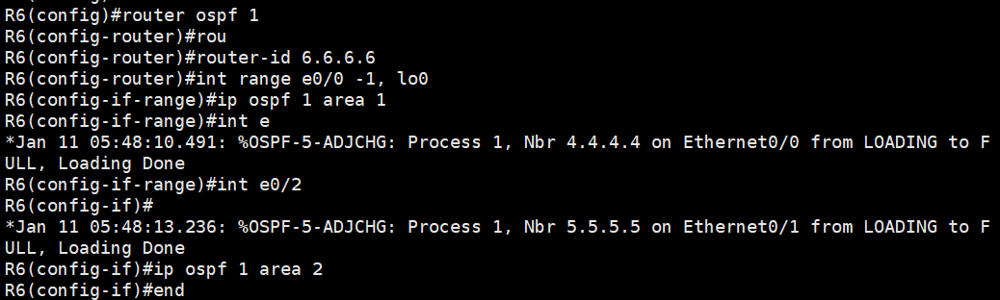 R6(config)#router ospf 1
R6(config-router)#rou
R6(config-router)#router-id 6.6.6.6
R6(config-router)#int range e0/0 -1, lo0
R6(config-if-range)#ip ospf 1 area 1
R6(config-if-range)#int e
*Jan 11 05:48:10.491: %OSPF-5-ADJCHG: Process 1, Nbr 4.4.4.4 on Ethernet0/0 from LOADING to F
ULL, Loading Done
R6(config-if-range)#int e0/2
R6(config-if)#
*Jan 11 05:48:13.236: %OSPF-5-ADJCHG: Process 1, Nbr 5.5.5.5 on Ethernet0/1 from LOADING to F
ULL, Loading Done
R6(config-if)#ip ospf 1 area 2
R6(config-if)#end